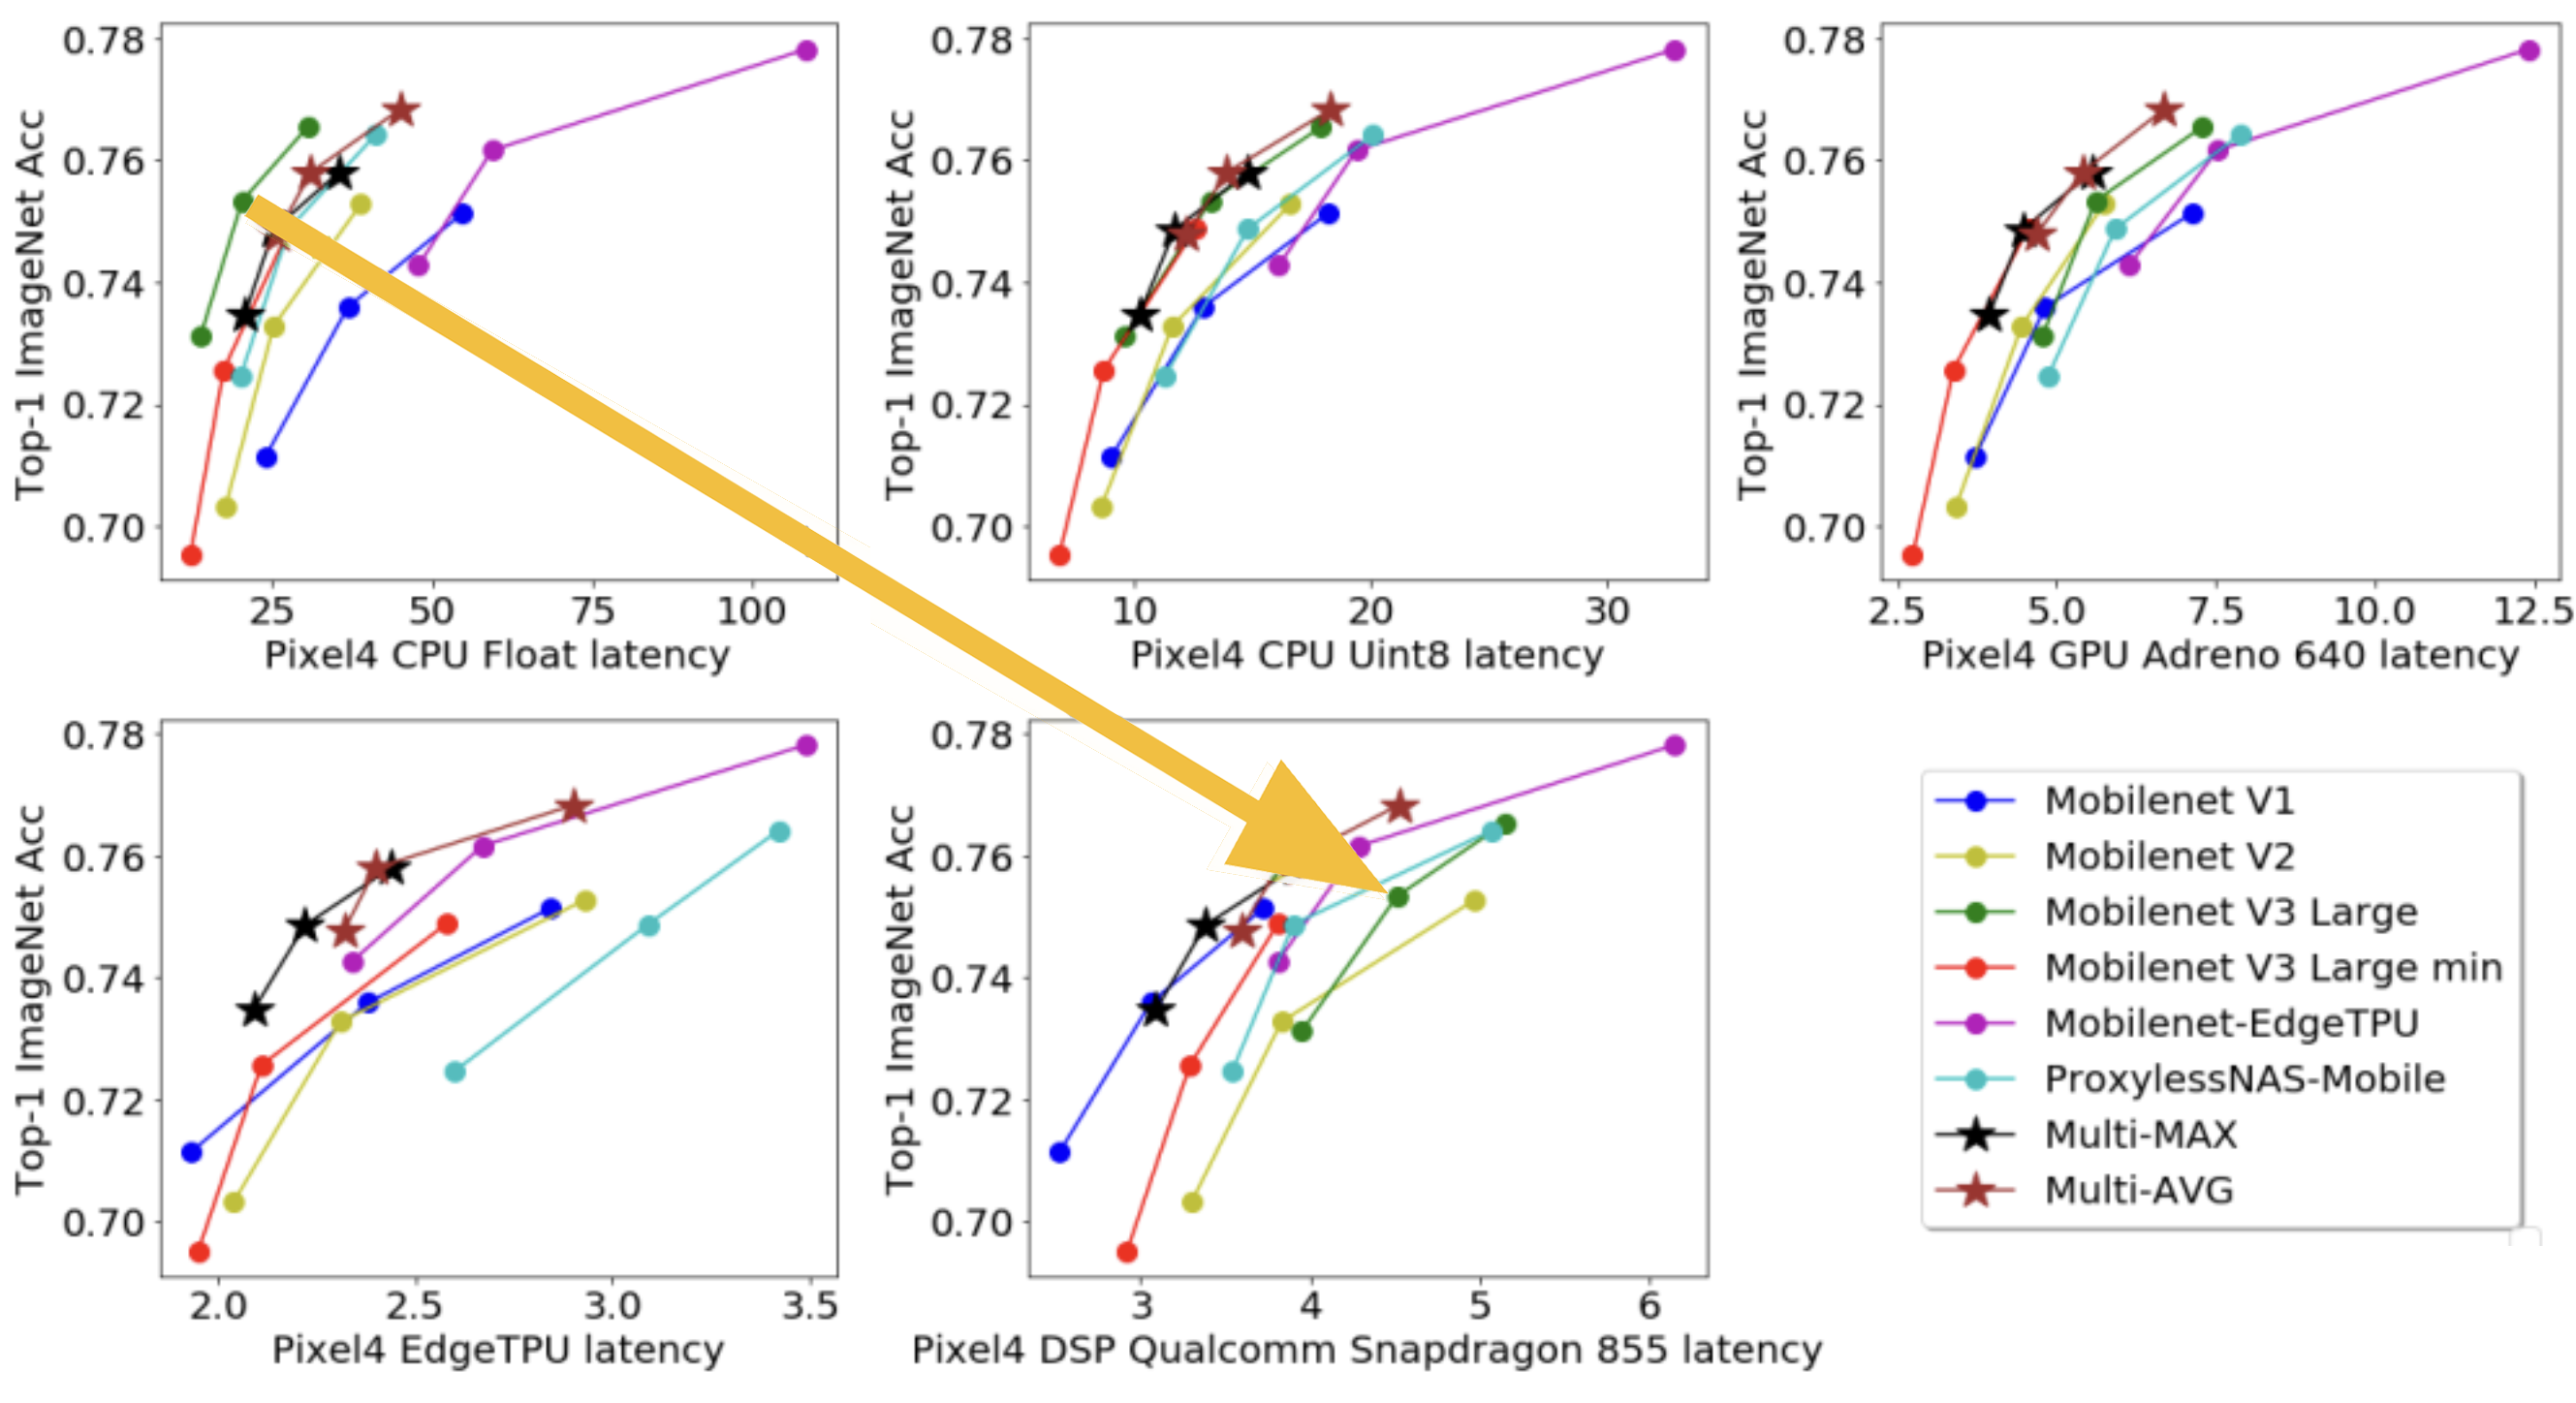 0.78
0.76
0.74
0.72
0.70
Top-1 ImageNet Acc
25 50 75 100
Pixel4 CPU Float latency
0.78
0.76
0.74
0.72
0.70
Top-1 ImageNet Acc
10 20 30
Pixel4 CPU Uint8 latency
0.78
0.76
0.74
0.72
0.70
Top-1 ImageNet Acc
2.5 5.0 7.5 10.0 12.5
Pixel4 GPU Adreno 640 latency
0.78
0.76
0.74
0.72
0.70
Top-1 ImageNet Acc
2.0 2.5 3.0 3.5
Pixel4 EdgeTPU latency
0.78
0.76
0.74
0.72
0.70
Top-1 ImageNet Acc
3 4 5 6
Pixel4 DSP Qualcomm Snapdragon 855 latency
Mobilenet V1
Mobilenet V2
Mobilenet V3 Large
Mobilenet V3 Large min
Mobilenet-EdgeTPU
ProxylessNAS-Mobile
Multi-MAX
Multi-AVG